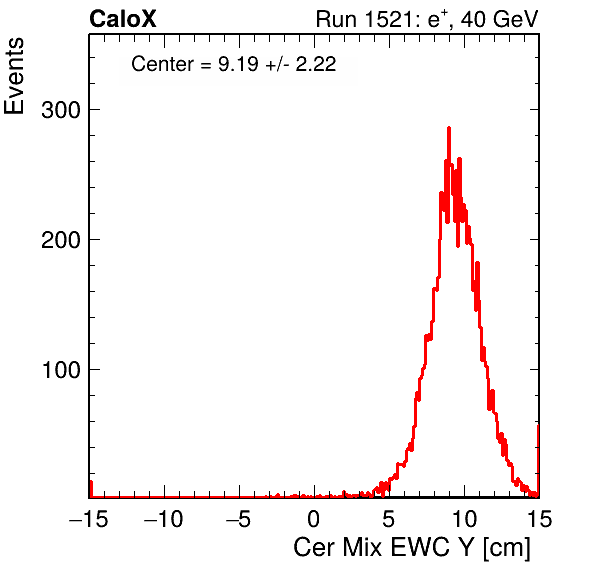 CaloX Run 1521: e⁺, 40 GeV
Events
Center = 9.19 +/- 2.22
300
200
100
−15 −10 −5 0 5 10 15
Cer Mix EWC Y [cm]